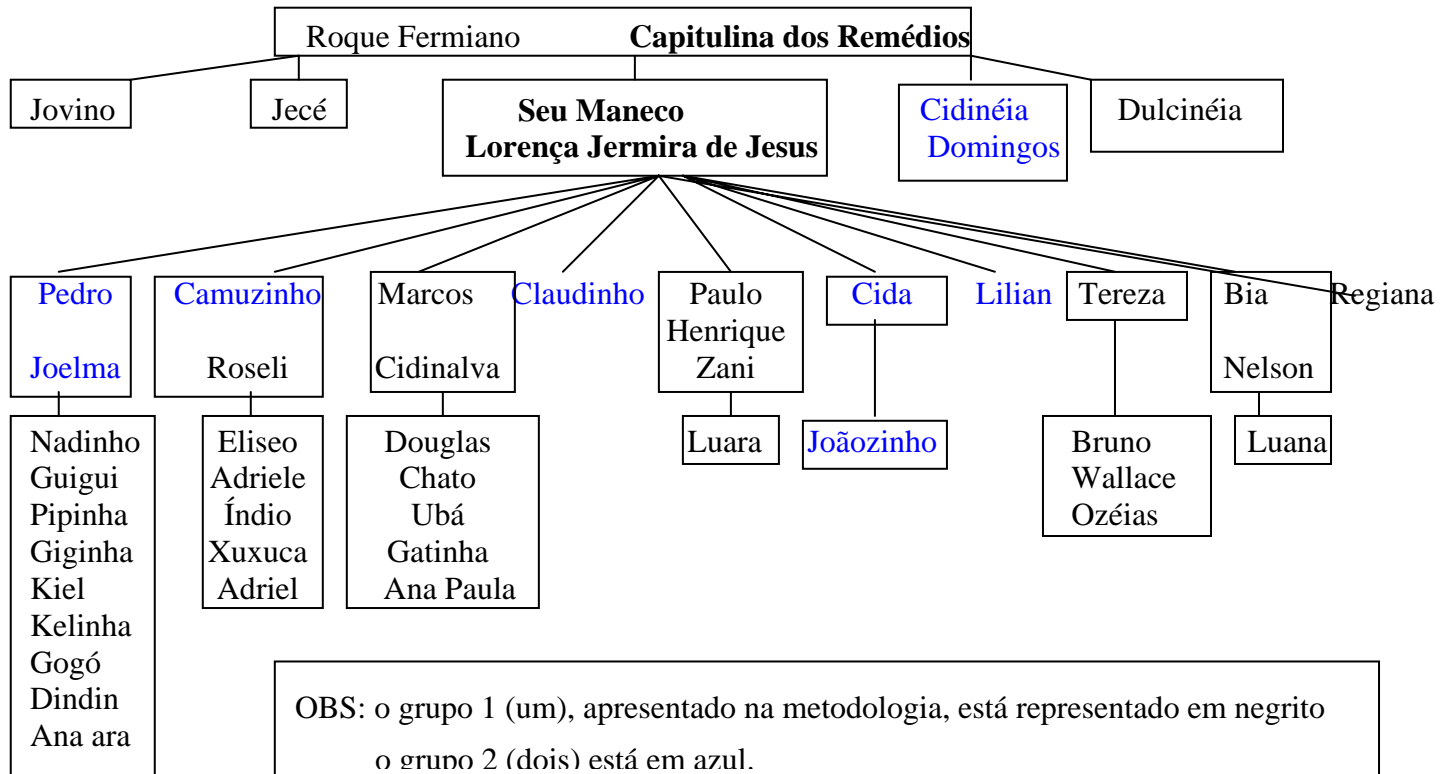 Roque Fermiano Capitulina dos Remédios
Jovino Jecé Seu Maneco Cidinéia Dulcinéia
Lorença Jermira de Jesus Domingos
Pedro Camuzinho Marcos Claudinho Paulo Cida Lilian Tereza Bia Regiana
Henrique
Joelma Roseli Cidinalva Zani Nelson
Nadinho Eliseo Douglas Luara Joãozinho Bruno Luana
Guigui Adriele Chato Wallace
Pipinha Índio Ubá Ozéias
Giginha Xuxuca Gatinha
Kiel Adriel Ana Paula
Kelinha
Gogó
Dindin
Ana ara
OBS: o grupo 1 (um), apresentado na metodologia, está representado em negrito
o grupo 2 (dois) está em azul.